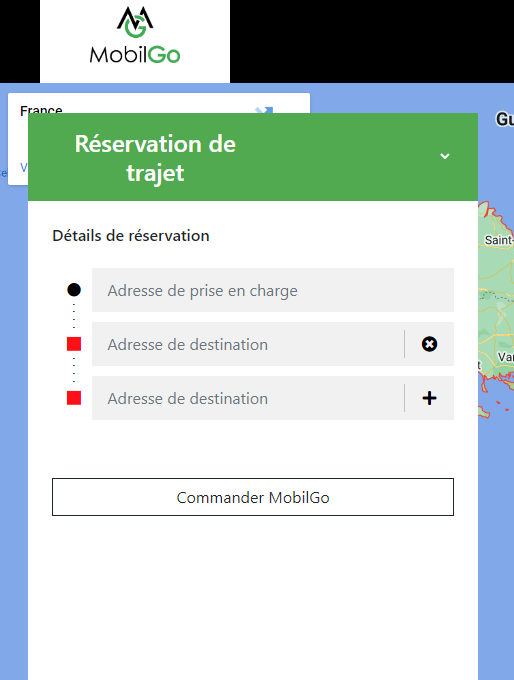 MobilGo
France
Gu
Réservation de
trajet
V
Saint-
Détails de réservation
Adresse de prise en charge
Adresse de destination
Van
Adresse de destination
Commander MobilGo